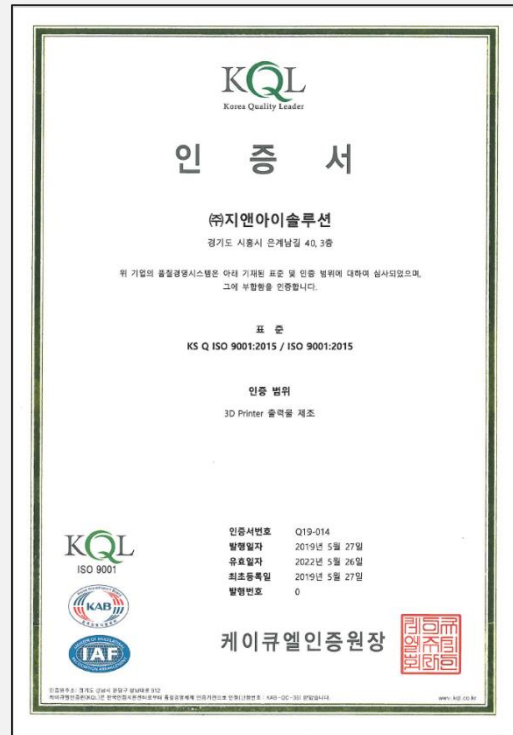 KQL
Korea Quality Leader
인 증 서
㈜지앤아이솔루션
경기도 시흥시 은계남길 40, 3층
위 기업의 품질경영시스템은 아래 기재된 표준 및 인증 범위에 대하여 심사되었으며,
그에 부합함을 인증합니다.
표 준
KS Q ISO 9001:2015 / ISO 9001:2015
인증 범위
3D Printer 출력물 제조
인증서번호 Q19-014
발행일자 2019년 5월 27일
유효일자 2022년 5월 26일
최초등록일 2019년 5월 27일
발행번호 0
KQL
ISO 9001
KAB
IAF
케이큐엘인증원장
www.kql.co.kr